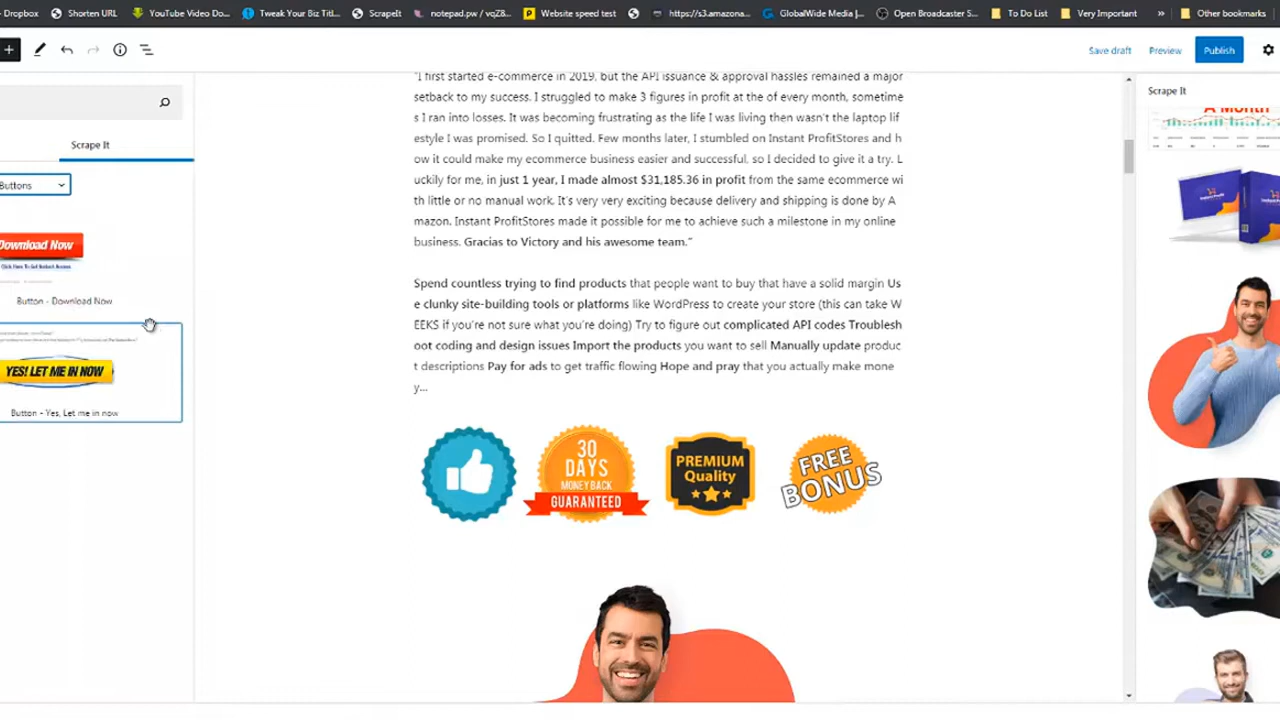 Dropbox
Shorten URL
YouTube Video Do...
Tweak Your Biz Titl...
ScrapeIt
notepad.pw / vqZ8...
Website speed test
https://s3.amazona...
GlobalWide Media |...
Open Broadcaster S...
To Do List
Very Important
»
Other bookmarks
Save draft
Preview
Publish
Scrape It
Buttons
Download Now
Click Here To Get Instant Access
Button - Download Now
YES! LET ME IN NOW
Button - Yes, Let me in now
"I first started e-commerce in 2019, but the API issuance & approval hassles remained a major
setback to my success. I struggled to make 3 figures in profit at the of every month, sometime
s I ran into losses. It was becoming frustrating as the life I was living then wasn't the laptop lif
estyle I was promised. So I quitted. Few months later, I stumbled on Instant ProfitStores and h
ow it could make my ecommerce business easier and successful, so I decided to give it a try. L
uckily for me, in just 1 year, I made almost $31,185.36 in profit from the same ecommerce wi
th little or no manual work. It's very very exciting because delivery and shipping is done by A
mazon. Instant ProfitStores made it possible for me to achieve such a milestone in my online
business. Gracias to Victory and his awesome team."
Spend countless trying to find products that people want to buy that have a solid margin Us
e clunky site-building tools or platforms like WordPress to create your store (this can take W
EEKS if you're not sure what you're doing) Try to figure out complicated API codes Troublesh
oot coding and design issues Import the products you want to sell Manually update produc
t descriptions Pay for ads to get traffic flowing Hope and pray that you actually make mone
y...
30
DAYS
MONEY BACK
GUARANTEED
PREMIUM
Quality
FREE
BONUS
Scrape It
A Month